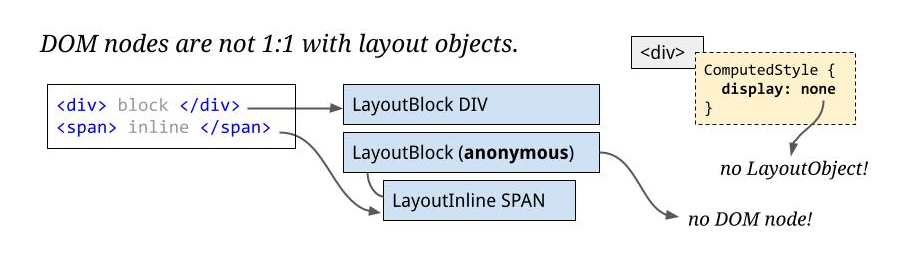 DOM nodes are not 1:1 with layout objects.
<div> block </div>
<span> inline </span>
LayoutBlock DIV
LayoutBlock (anonymous)
LayoutInline SPAN
<div>
ComputedStyle {
display: none
}
no LayoutObject!
no DOM node!